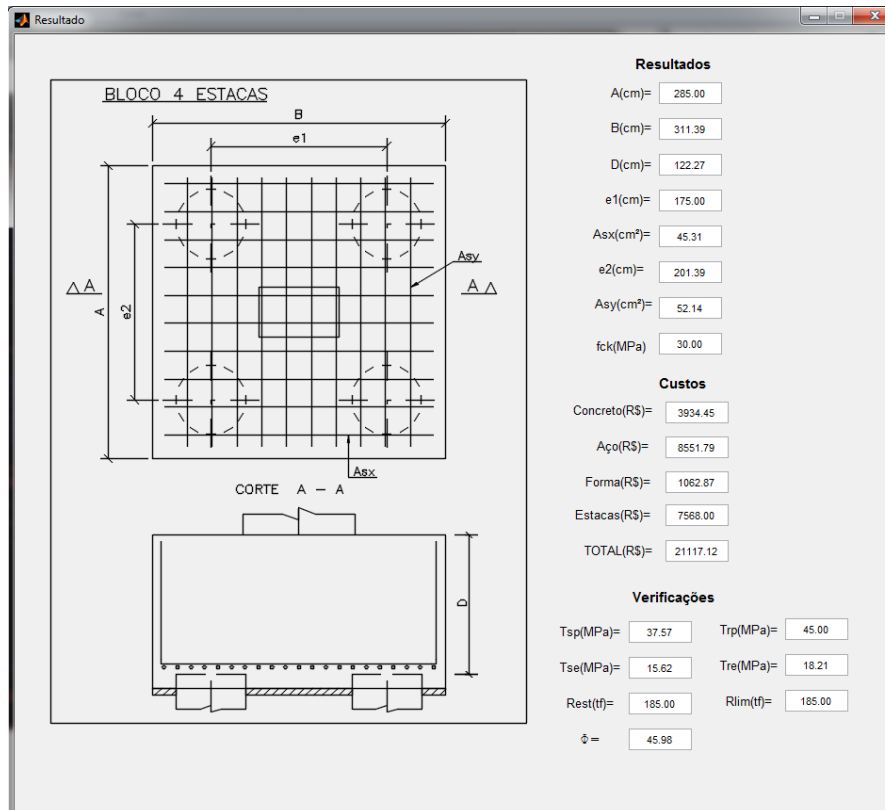 Resultado
BLOCO 4 ESTACAS
B
e1
Asy
A
A
A
e2
Asx
CORTE A - A
D
Resultados
A(cm)= 285.00
B(cm)= 311.39
D(cm)= 122.27
e1(cm)= 175.00
Asx(cm²)= 45.31
e2(cm)= 201.39
Asy(cm²)= 52.14
fck(MPa) 30.00
Custos
Concreto(R$)= 3934.45
Aço(R$)= 8551.79
Forma(R$)= 1062.87
Estacas(R$)= 7568.00
TOTAL(R$)= 21117.12
Verificações
Tsp(MPa)= 37.57 Trp(MPa)= 45.00
Tse(MPa)= 15.62 Tre(MPa)= 18.21
Rest(tf)= 185.00 Rlim(tf)= 185.00
Φ = 45.98